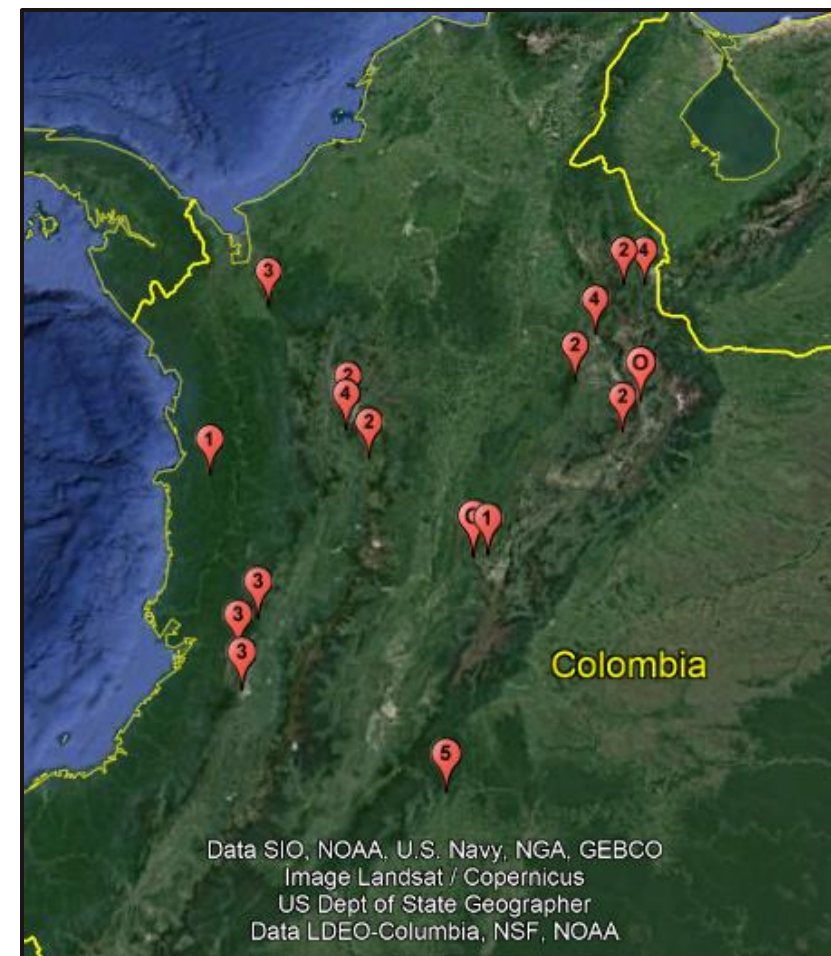 2
4
3
4
2
O
2
4
2
2
1
1
3
3
3
Colombia
5
Data SIO, NOAA, U.S. Navy, NGA, GEBCO
Image Landsat / Copernicus
US Dept of State Geographer
Data LDEO-Columbia, NSF, NOAA